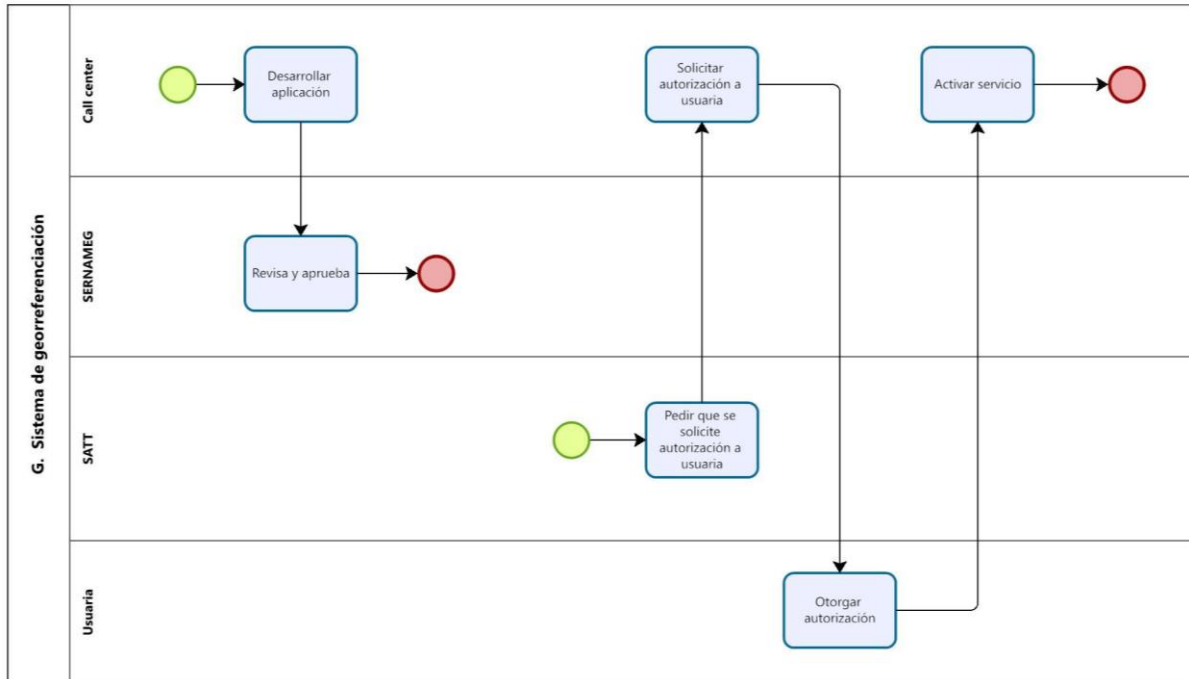 G. Sistema de georreferenciación
Call center
Desarrollar
aplicación
Solicitar
autorización a
usuaria
Activar servicio
SERNAMEG
Revisa y aprueba
SATT
Pedir que se
solicite
autorización a
usuaria
Usuaria
Otorgar
autorización